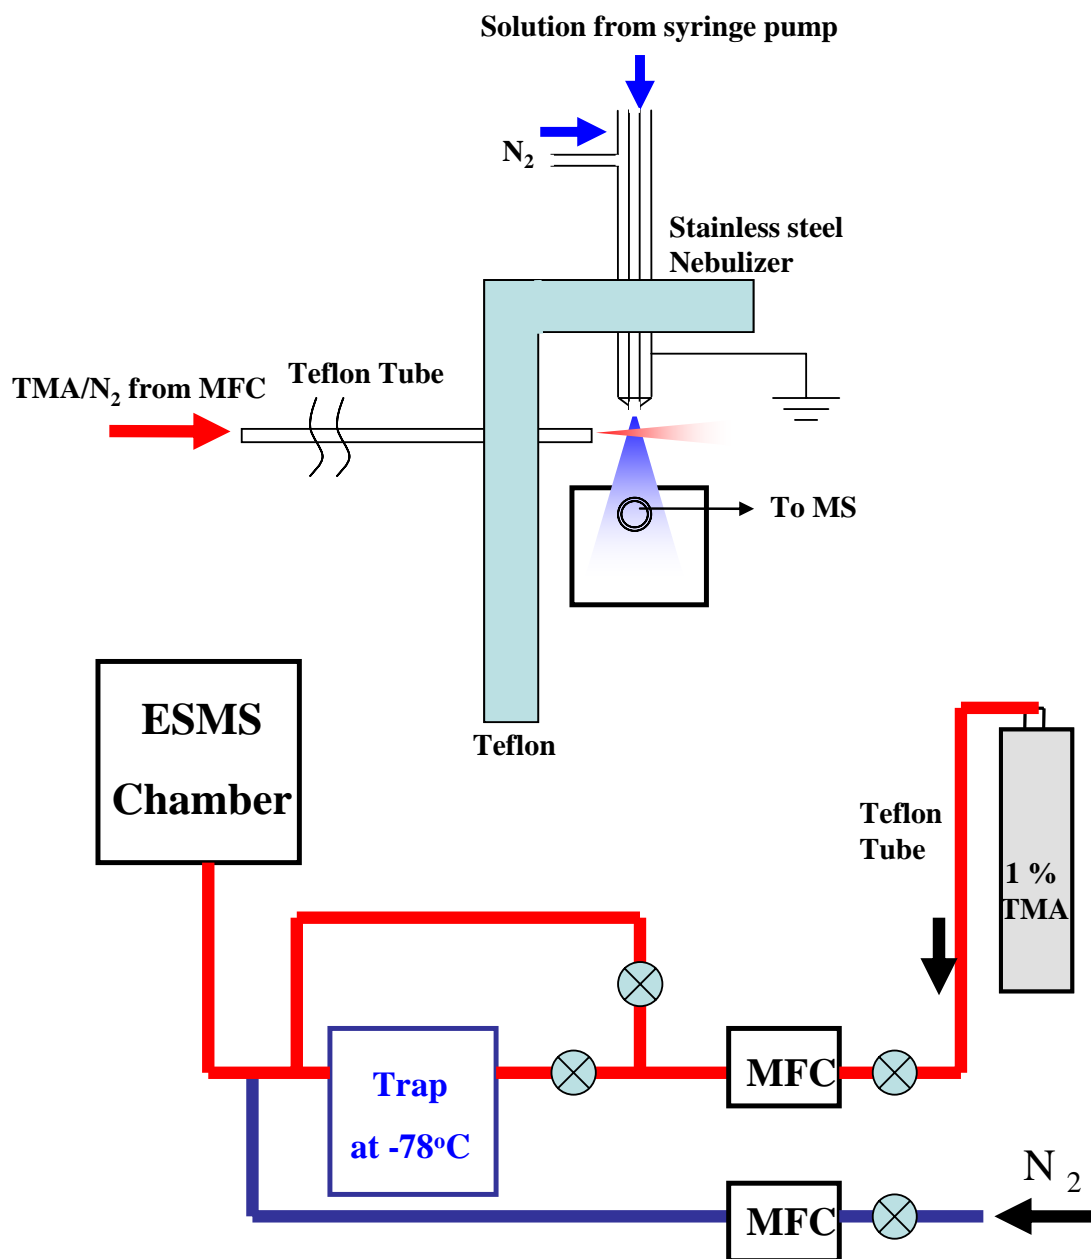 Solution from syringe pump
N₂
Stainless steel
Nebulizer
Teflon Tube
TMA/N₂ from MFC
To MS
Teflon
ESMS
Chamber
Teflon
Tube
1 %
TMA
Trap
at -78ºC
MFC
MFC
N ₂